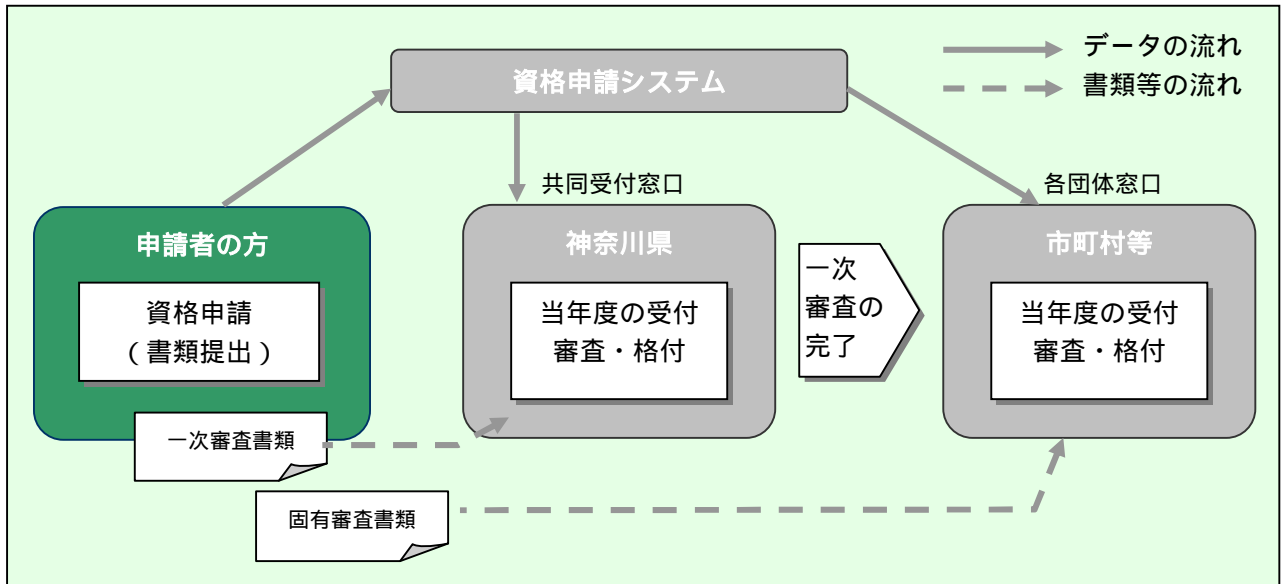 データの流れ
書類等の流れ
資格申請システム
共同受付窓口
各団体窓口
申請者の方
資格申請
（書類提出）
神奈川県
当年度の受付
審査・格付
一次
審査の
完了
市町村等
当年度の受付
審査・格付
一次審査書類
固有審査書類